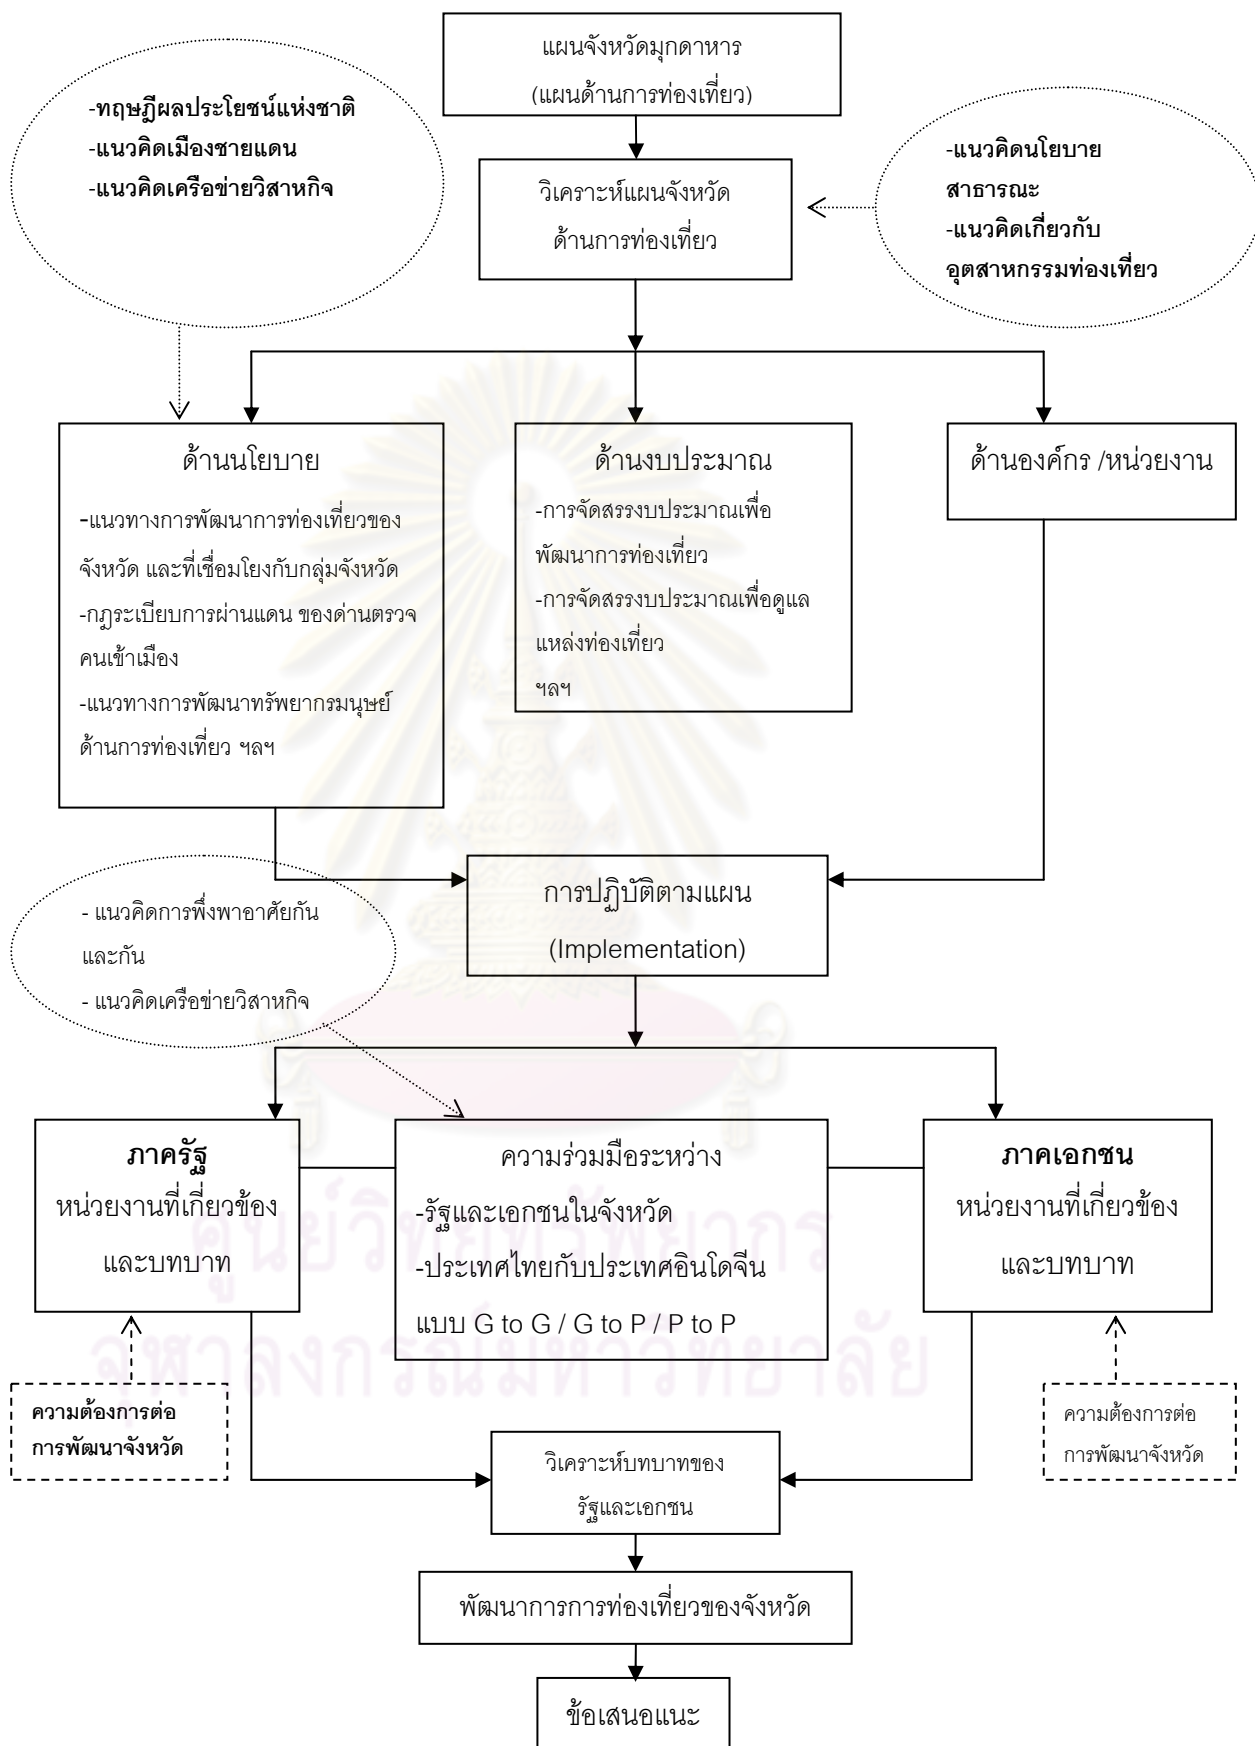 แผนจังหวัดมุกดาหาร
(แผนด้านการท่องเที่ยว)
-ทฤษฎีผลประโยชน์แห่งชาติ
-แนวคิดเมืองชายแดน
-แนวคิดเครือข่ายวิสาหกิจ
วิเคราะห์แผนจังหวัด
ด้านการท่องเที่ยว
-แนวคิดนโยบาย
สาธารณะ
-แนวคิดเกี่ยวกับ
อุตสาหกรรมท่องเที่ยว
ด้านนโยบาย
-แนวทางการพัฒนาการท่องเที่ยวของ
จังหวัด และที่เชื่อมโยงกับกลุ่มจังหวัด
-กฎระเบียบการผ่านแดน ของด่านตรวจ
คนเข้าเมือง
-แนวทางการพัฒนาทรัพยากรมนุษย์
ด้านการท่องเที่ยว ฯลฯ
ด้านงบประมาณ
-การจัดสรรงบประมาณเพื่อ
พัฒนาการท่องเที่ยว
-การจัดสรรงบประมาณเพื่อดูแล
แหล่งท่องเที่ยว
ฯลฯ
ด้านองค์กร /หน่วยงาน
การปฏิบัติตามแผน
(Implementation)
- แนวคิดการพึ่งพาอาศัยกัน
และกัน
- แนวคิดเครือข่ายวิสาหกิจ
ภาครัฐ
หน่วยงานที่เกี่ยวข้อง
และบทบาท
ความร่วมมือระหว่าง
-รัฐและเอกชนในจังหวัด
-ประเทศไทยกับประเทศอินโดจีน
แบบ G to G / G to P / P to P
ภาคเอกชน
หน่วยงานที่เกี่ยวข้อง
และบทบาท
ศูนย์วิทยทรัพยากร
จุฬาลงกรณ์มหาวิทยาลัย
ความต้องการต่อ
การพัฒนาจังหวัด
ความต้องการต่อ
การพัฒนาจังหวัด
วิเคราะห์บทบาทของ
รัฐและเอกชน
พัฒนาการการท่องเที่ยวของจังหวัด
ข้อเสนอแนะ